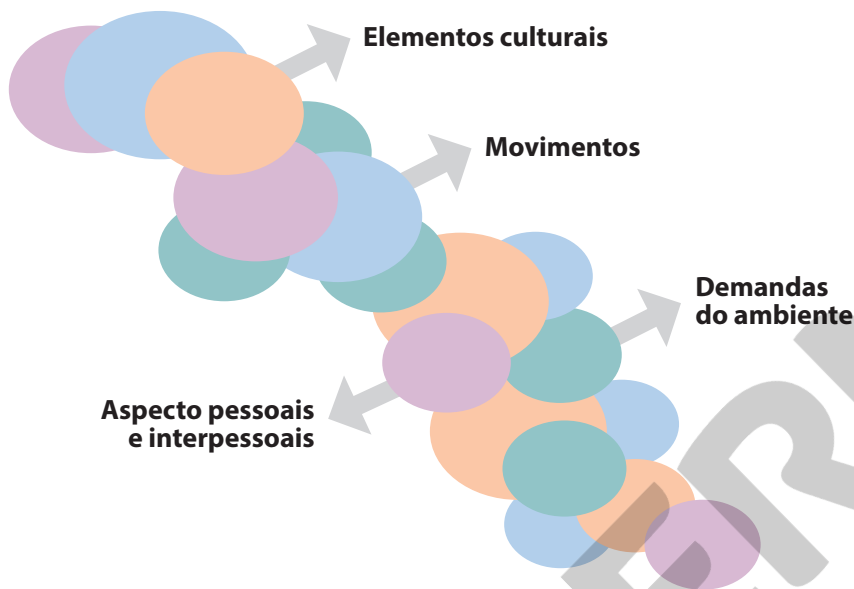 Elementos culturais
Movimentos
Demandas
do ambiente
Aspecto pessoais
e interpessoais